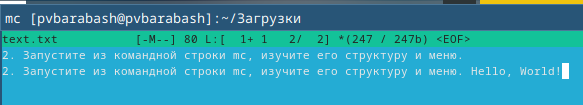 mc [pvbarabash@pvbarabash]:~/Загрузки
text.txt [-M--] 80 L:[ 1+ 1 2/ 2] *(247 / 247b) <EOF>
2. Запустите из командной строки mc, изучите его структуру и меню.
2. Запустите из командной строки mc, изучите его структуру и меню. Hello, World!